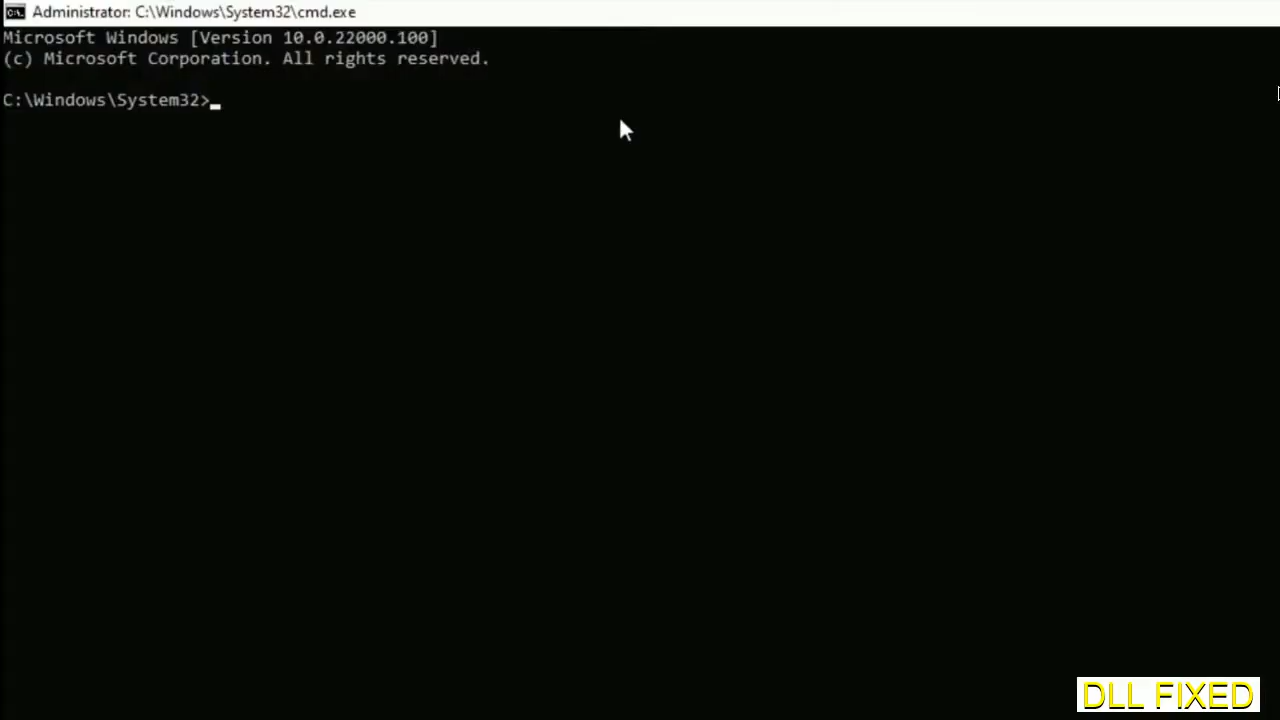 Administrator: C:\Windows\System32\cmd.exe
Microsoft Windows [Version 10.0.22000.100]
(c) Microsoft Corporation. All rights reserved.
C:\Windows\System32>
DLL FIXED